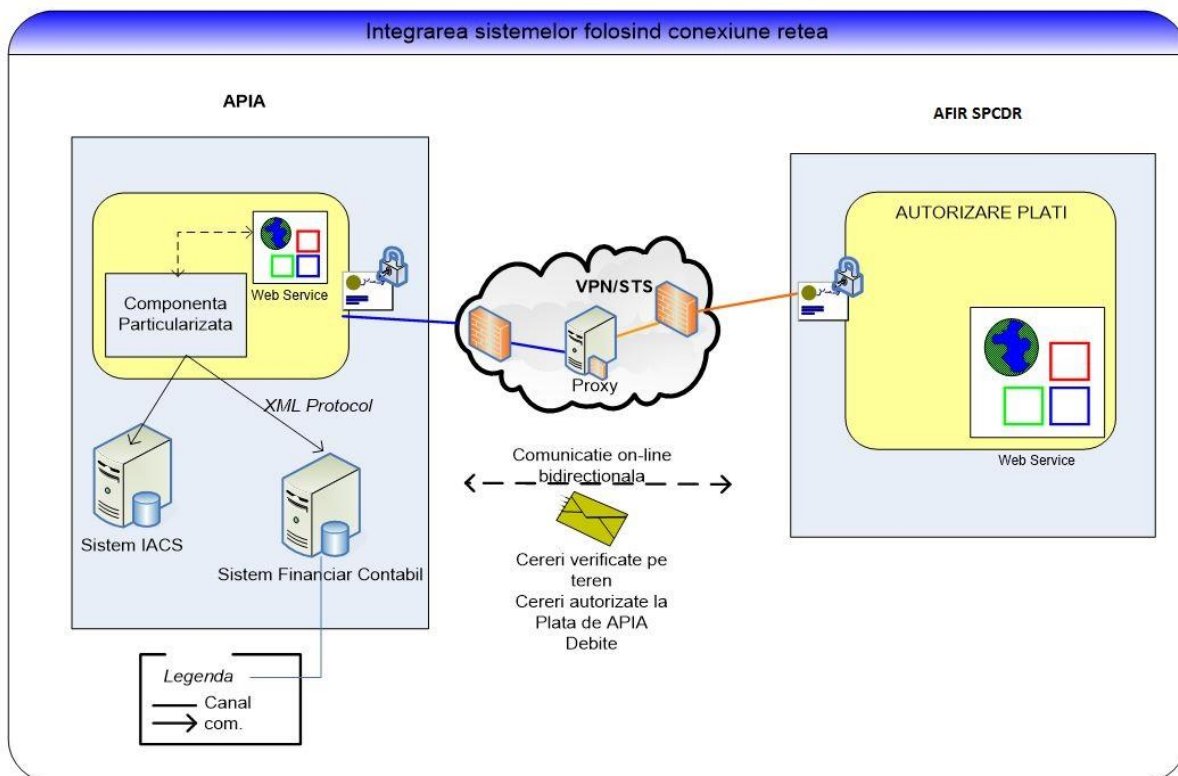 Integrarea sistemelor folosind conexiune retea
APIA
AFIR SPCDR
Web Service
Componenta
Particularizata
XML Protocol
Sistem IACS
Sistem Financiar Contabil
VPN/STS
Proxy
Comunicatie on-line
bidirectionala
Cereri verificate pe
teren
Cereri autorizate la
Plata de APIA
Debite
AUTORIZARE PLATI
Web Service
Legenda
Canal
com.